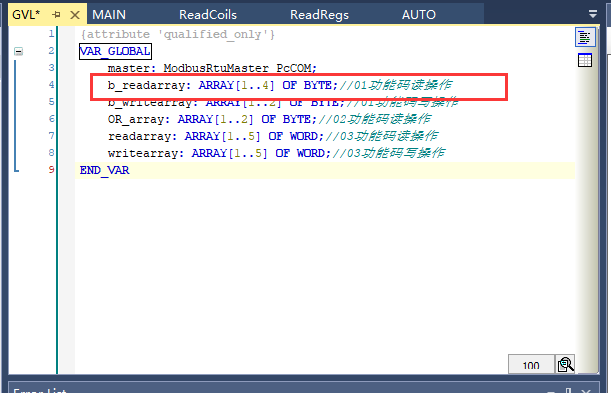 GVL* MAIN ReadCoils ReadRegs AUTO
1 {attribute 'qualified_only'}
2 VAR_GLOBAL
3 master: ModbusRtuMaster_PcCOM;
4 b_readarray: ARRAY[1..4] OF BYTE;//01功能码读操作
5 b_writearray: ARRAY[1..2] OF BYTE;//01功能码写操作
6 OR_array: ARRAY[1..2] OF BYTE;//02功能码读操作
7 readarray: ARRAY[1..5] OF WORD;//03功能码读操作
8 writearray: ARRAY[1..5] OF WORD;//03功能码写操作
9 END_VAR
100
Error List